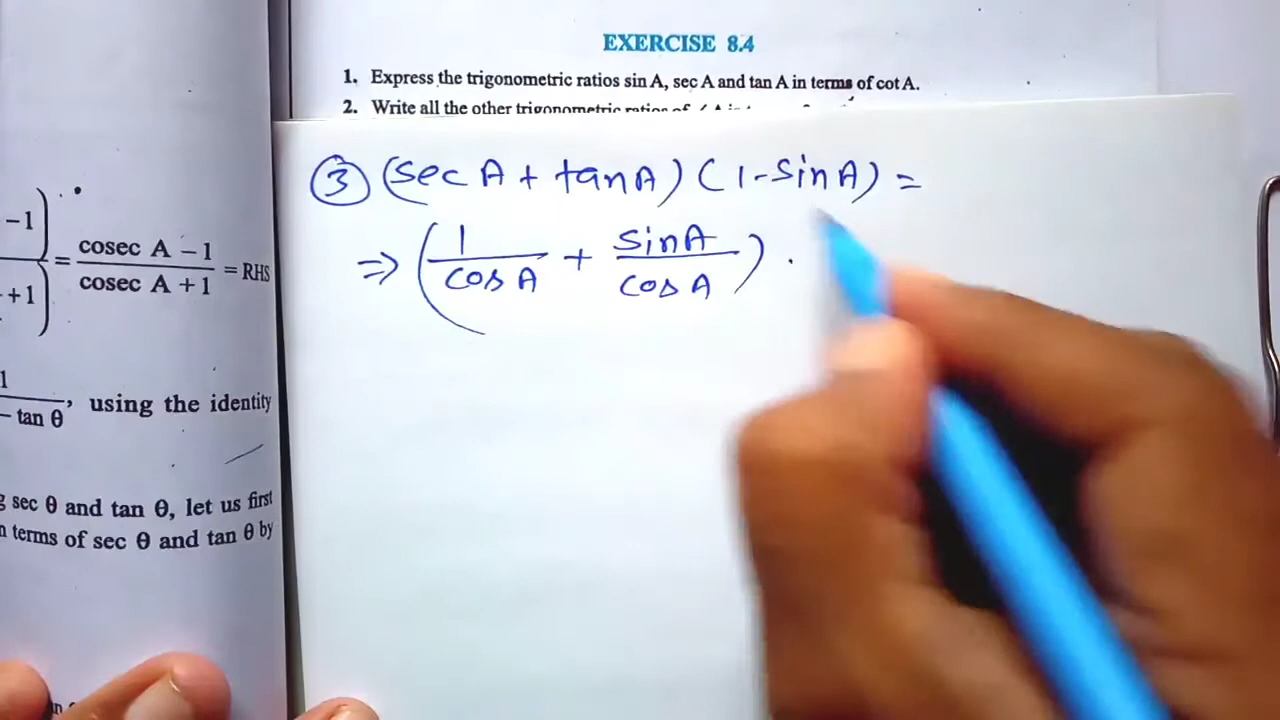 EXERCISE 8.4
1. Express the trigonometric ratios sin A, sec A and tan A in terms of cot A.
2. Write all the other trigonometric ratios of ∠A in
③ (sec A + tan A) (1 - sin A) =
⇒ ( 1/cos A + sin A/cos A ) .
-1)
+1)
= cosec A – 1 / cosec A + 1 = RHS
1
– tan θ, using the identity
sec θ and tan θ, let us first
terms of sec θ and tan θ by